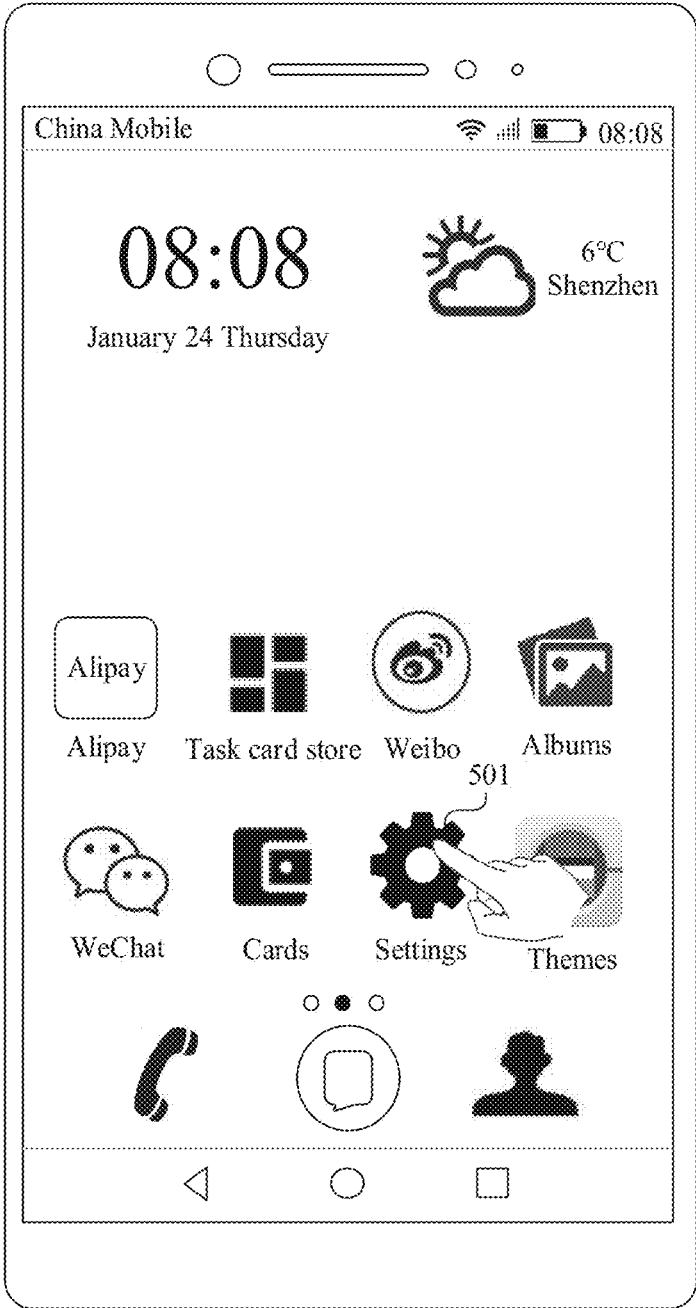 China Mobile 08:08
08:08
6°C
Shenzhen
January 24 Thursday
Alipay
Alipay Task card store Weibo Albums
501
WeChat Cards Settings Themes